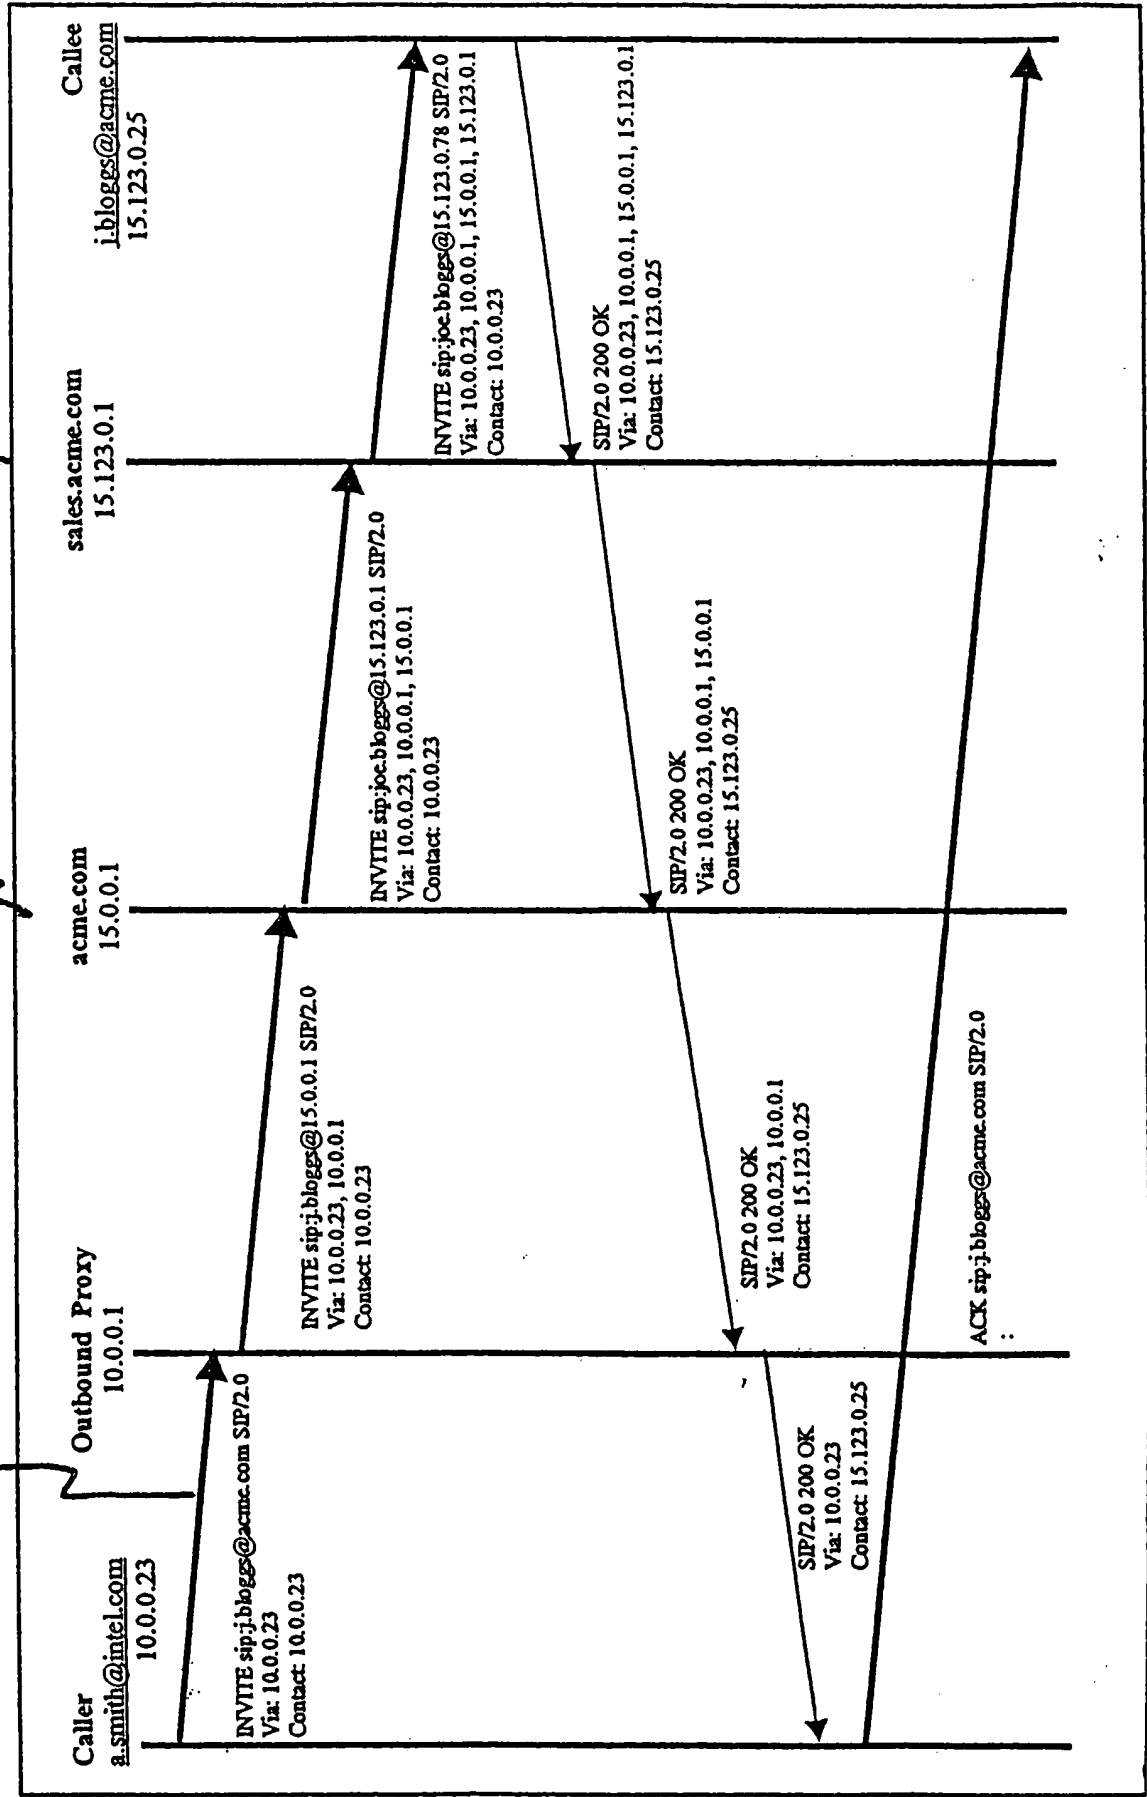 Caller
a.smith@intel.com
10.0.0.23
Outbound Proxy
10.0.0.1
acme.com
15.0.0.1
sales.acme.com
15.123.0.1
Callee
j.bloggs@acme.com
15.123.0.25
INVITE sip:j.bloggs@acme.com SIP/2.0
Via: 10.0.0.23
Contact: 10.0.0.23
INVITE sip:j.bloggs@15.0.0.1 SIP/2.0
Via: 10.0.0.23, 10.0.0.1
Contact: 10.0.0.23
INVITE sip:joe.bloggs@15.123.0.1 SIP/2.0
Via: 10.0.0.23, 10.0.0.1, 15.0.0.1
Contact: 10.0.0.23
INVITE sip:joe.bloggs@15.123.0.78 SIP/2.0
Via: 10.0.0.23, 10.0.0.1, 15.0.0.1, 15.123.0.1
Contact: 10.0.0.23
SIP/2.0 200 OK
Via: 10.0.0.23, 10.0.0.1, 15.0.0.1, 15.123.0.1
Contact: 15.123.0.25
SIP/2.0 200 OK
Via: 10.0.0.23, 10.0.0.1, 15.0.0.1
Contact: 15.123.0.25
SIP/2.0 200 OK
Via: 10.0.0.23, 10.0.0.1
Contact: 15.123.0.25
SIP/2.0 200 OK
Via: 10.0.0.23
Contact: 15.123.0.25
ACK sip:j.bloggs@acme.com SIP/2.0
: